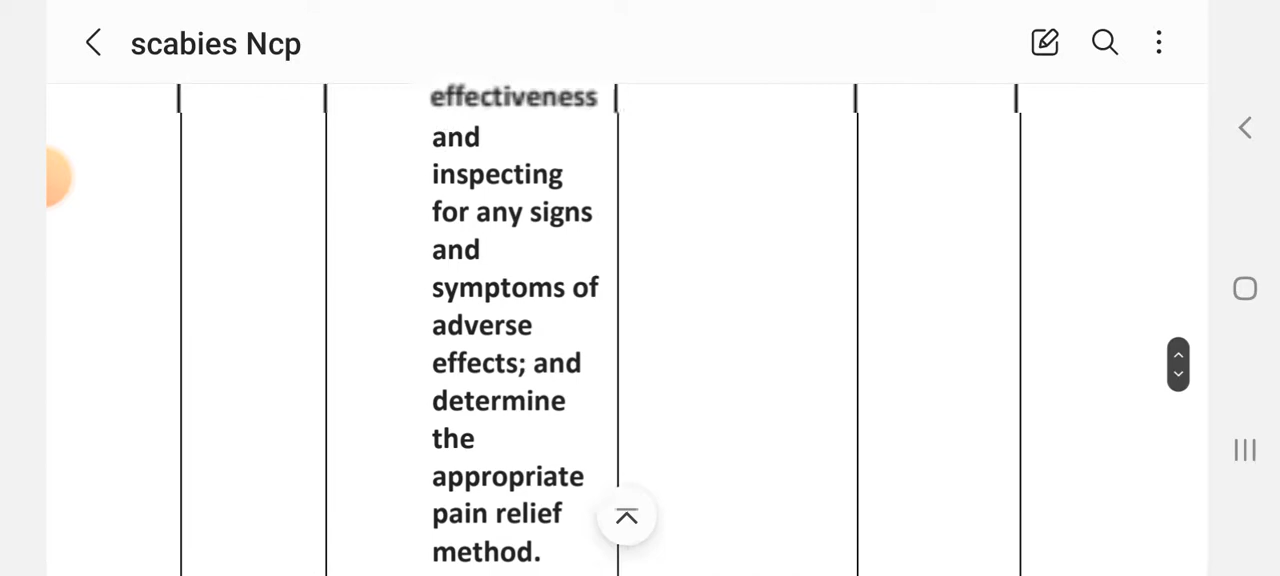 scabies Ncp
effectiveness
and
inspecting
for any signs
and
symptoms of
adverse
effects; and
determine
the
appropriate
pain relief
method.